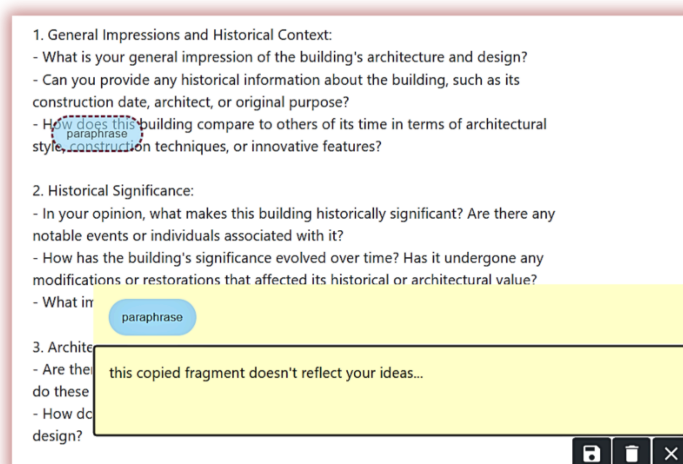 1. General Impressions and Historical Context:
- What is your general impression of the building's architecture and design?
- Can you provide any historical information about the building, such as its
construction date, architect, or original purpose?
- How does this building compare to others of its time in terms of architectural
paraphrase
style, construction techniques, or innovative features?
2. Historical Significance:
- In your opinion, what makes this building historically significant? Are there any
notable events or individuals associated with it?
- How has the building's significance evolved over time? Has it undergone any
modifications or restorations that affected its historical or architectural value?
- What
paraphrase
3.
- Are
this copied fragment doesn't reflect your ideas...
do these
- How
design?